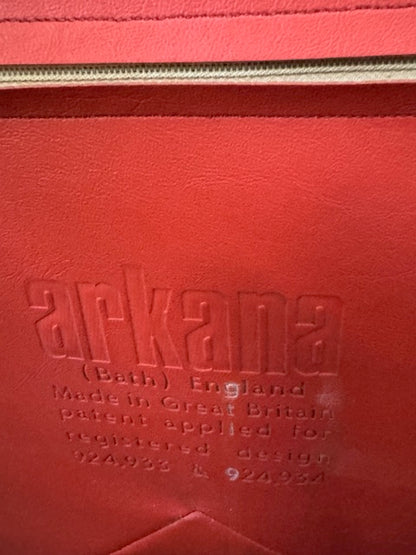 arkana
(Bath) England
Made in Great Britain
patent applied for
registered design
924,933 & 924,934